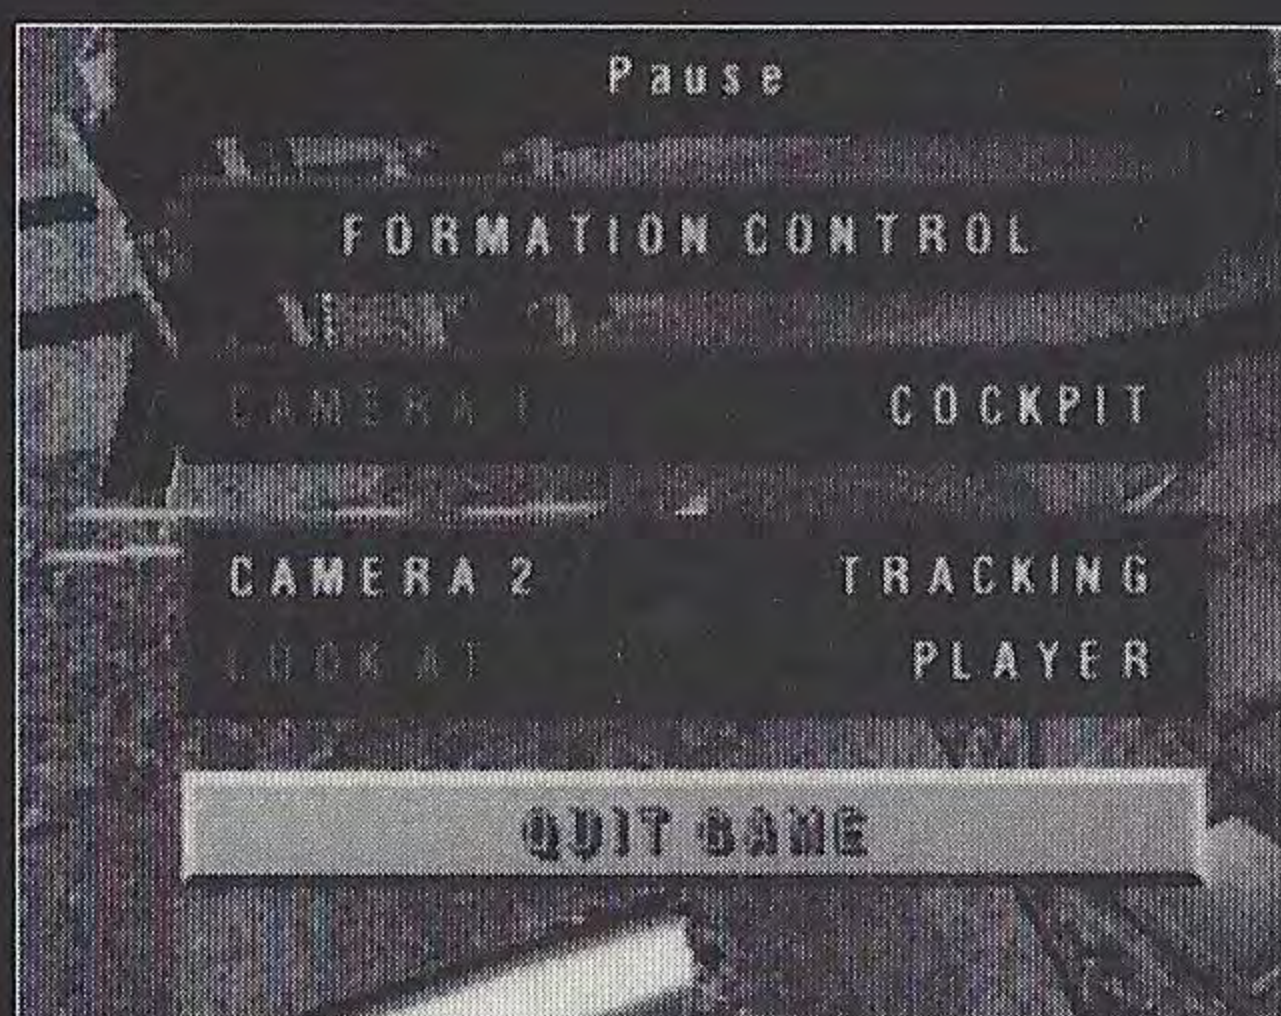 Pause
FORMATION CONTROL
CAMERA 1 COCKPIT
CAMERA 2 TRACKING
LOOK AT PLAYER
QUIT GAME